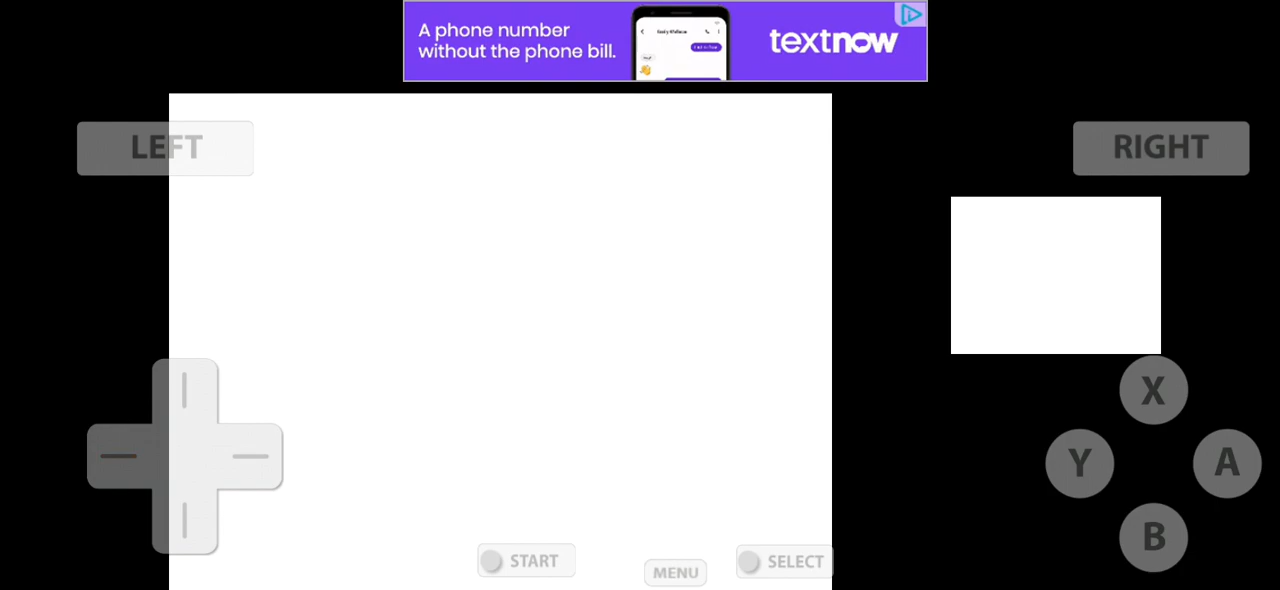 A phone number
without the phone bill.
textnow
LEFT
RIGHT
X
Y
A
B
START
MENU
SELECT